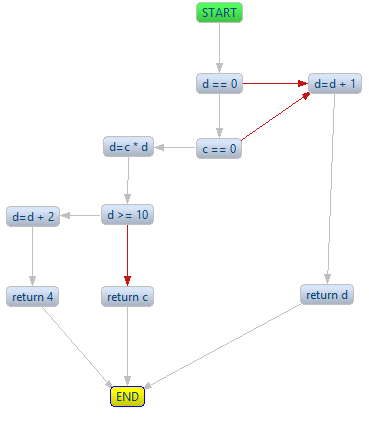 START
d == 0
d=d + 1
d=c * d
c == 0
d=d + 2
d >= 10
return 4
return c
return d
END